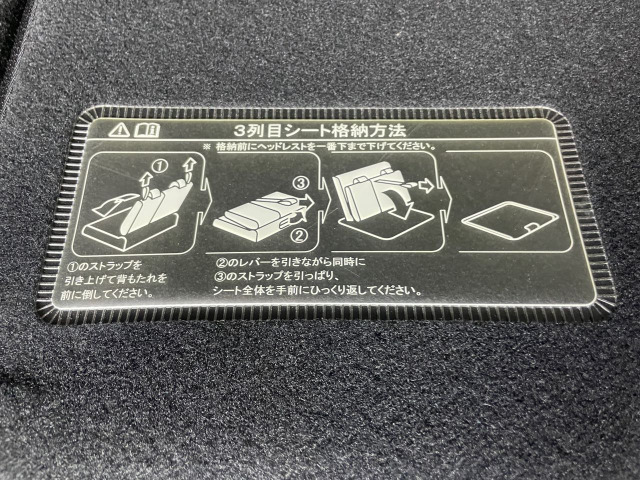 3列目シート格納方法
※ 格納前にヘッドレストを一番下まで下げてください。
①
③
②
①のストラップを
引き上げて背もたれを
前に倒してください。
②のレバーを引きながら同時に
③のストラップを引っぱり、
シート全体を手前にひっくり返してください。